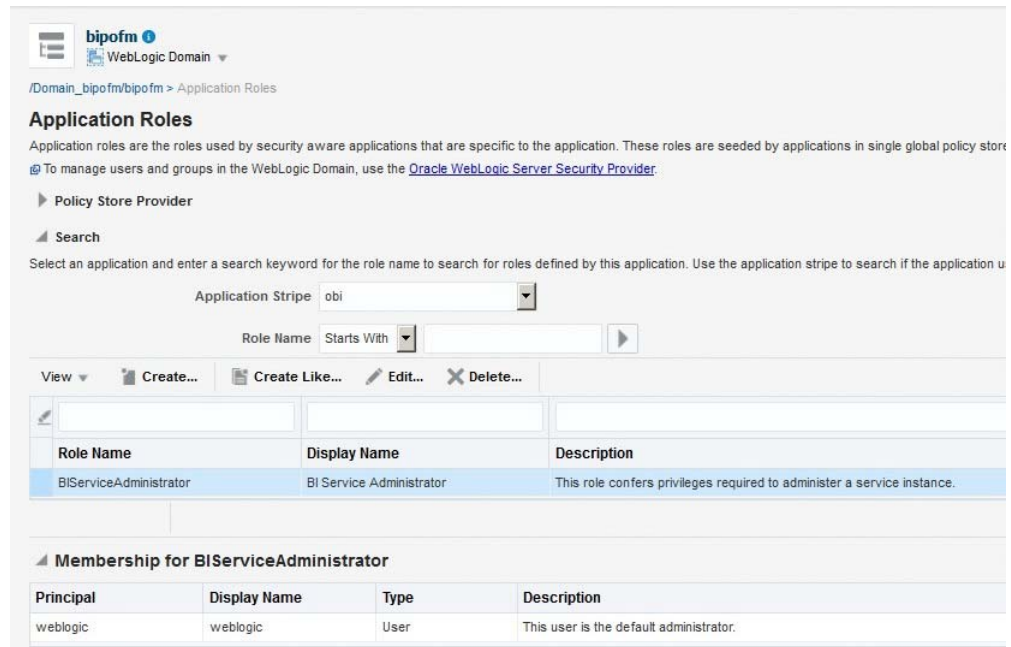 bipofm
WebLogic Domain
/Domain_bipofm/bipofm > Application Roles
Application Roles
Application roles are the roles used by security aware applications that are specific to the application. These roles are seeded by applications in single global policy store
To manage users and groups in the WebLogic Domain, use the Oracle WebLogic Server Security Provider.
Policy Store Provider
Search
Select an application and enter a search keyword for the role name to search for roles defined by this application. Use the application stripe to search if the application u
Application Stripe obi
Role Name Starts With
View Create... Create Like... Edit... Delete...
Role Name Display Name Description
BIServiceAdministrator BI Service Administrator This role confers privileges required to administer a service instance.
Membership for BIServiceAdministrator
Principal Display Name Type Description
weblogic weblogic User This user is the default administrator.